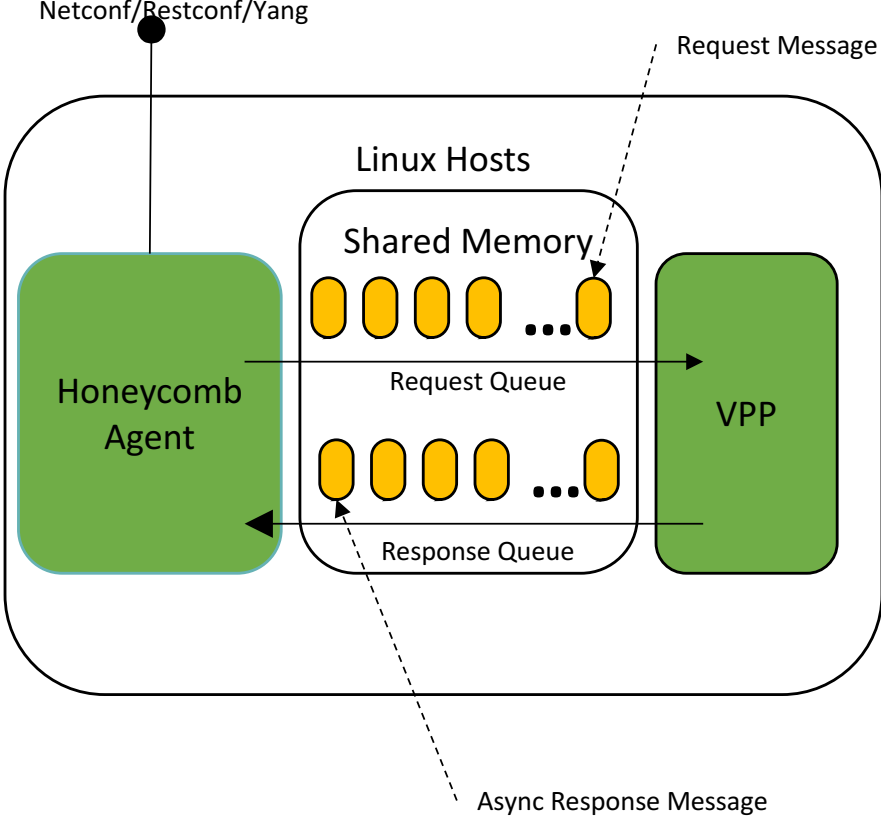 Netconf/Restconf/Yang
Request Message
Linux Hosts
Shared Memory
Request Queue
Honeycomb
Agent
VPP
Response Queue
Async Response Message